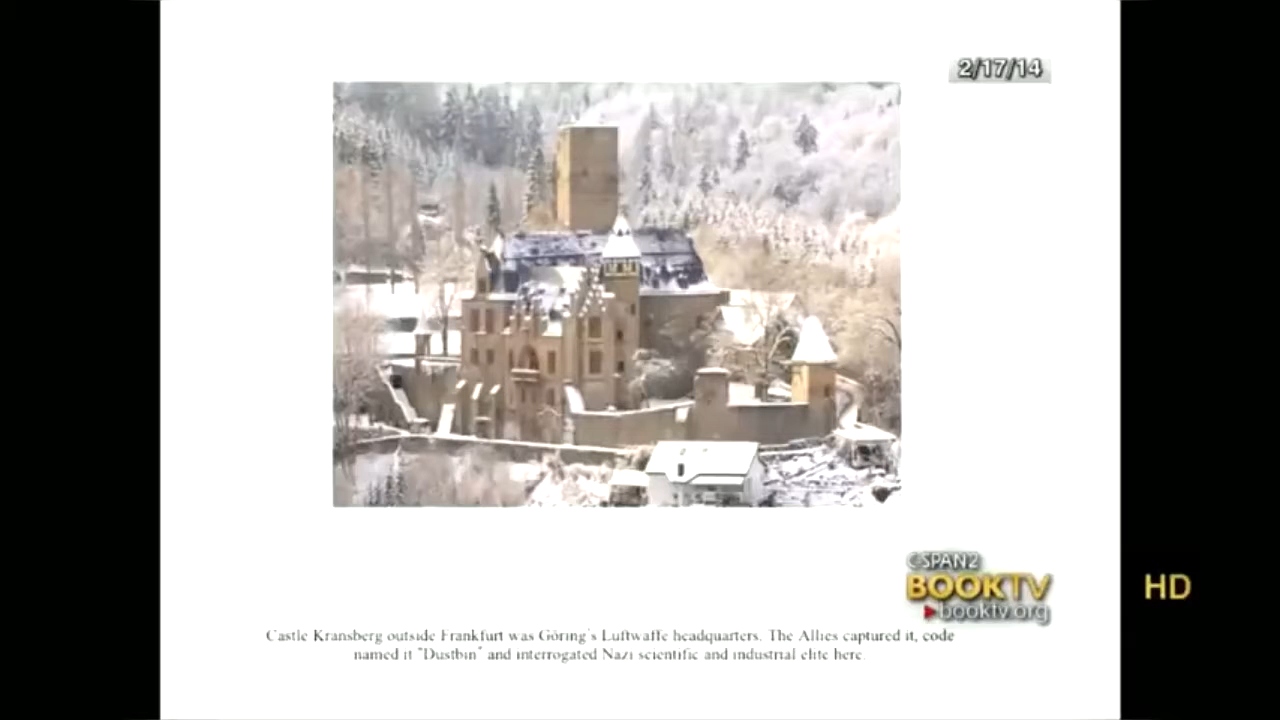 2/17/14
C-SPAN2
BOOKTV
booktv.org
HD
Castle Kransberg outside Frankfurt was Göring's Luftwaffe headquarters. The Allies captured it, code
named it "Dustbin" and interrogated Nazi scientific and industrial elite here.